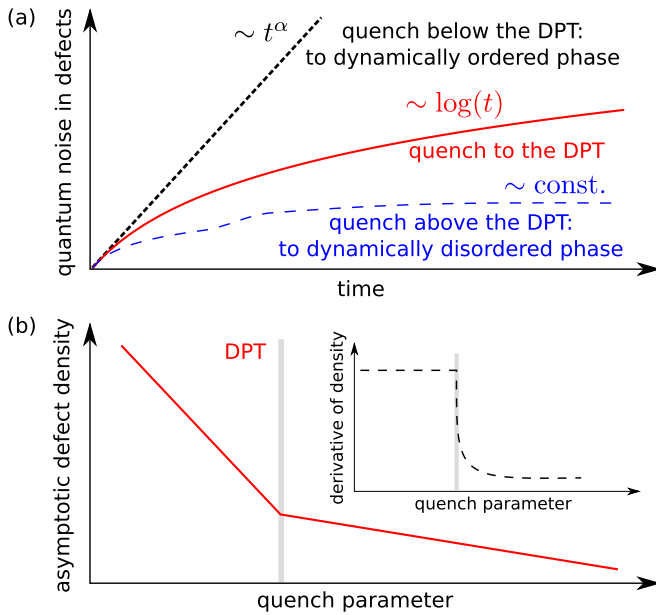 (a)
quantum noise in defects
∼ t^α
quench below the DPT:
to dynamically ordered phase
∼ log(t)
quench to the DPT
∼ const.
quench above the DPT:
to dynamically disordered phase
time
(b)
asymptotic defect density
DPT
derivative of density
quench parameter
quench parameter